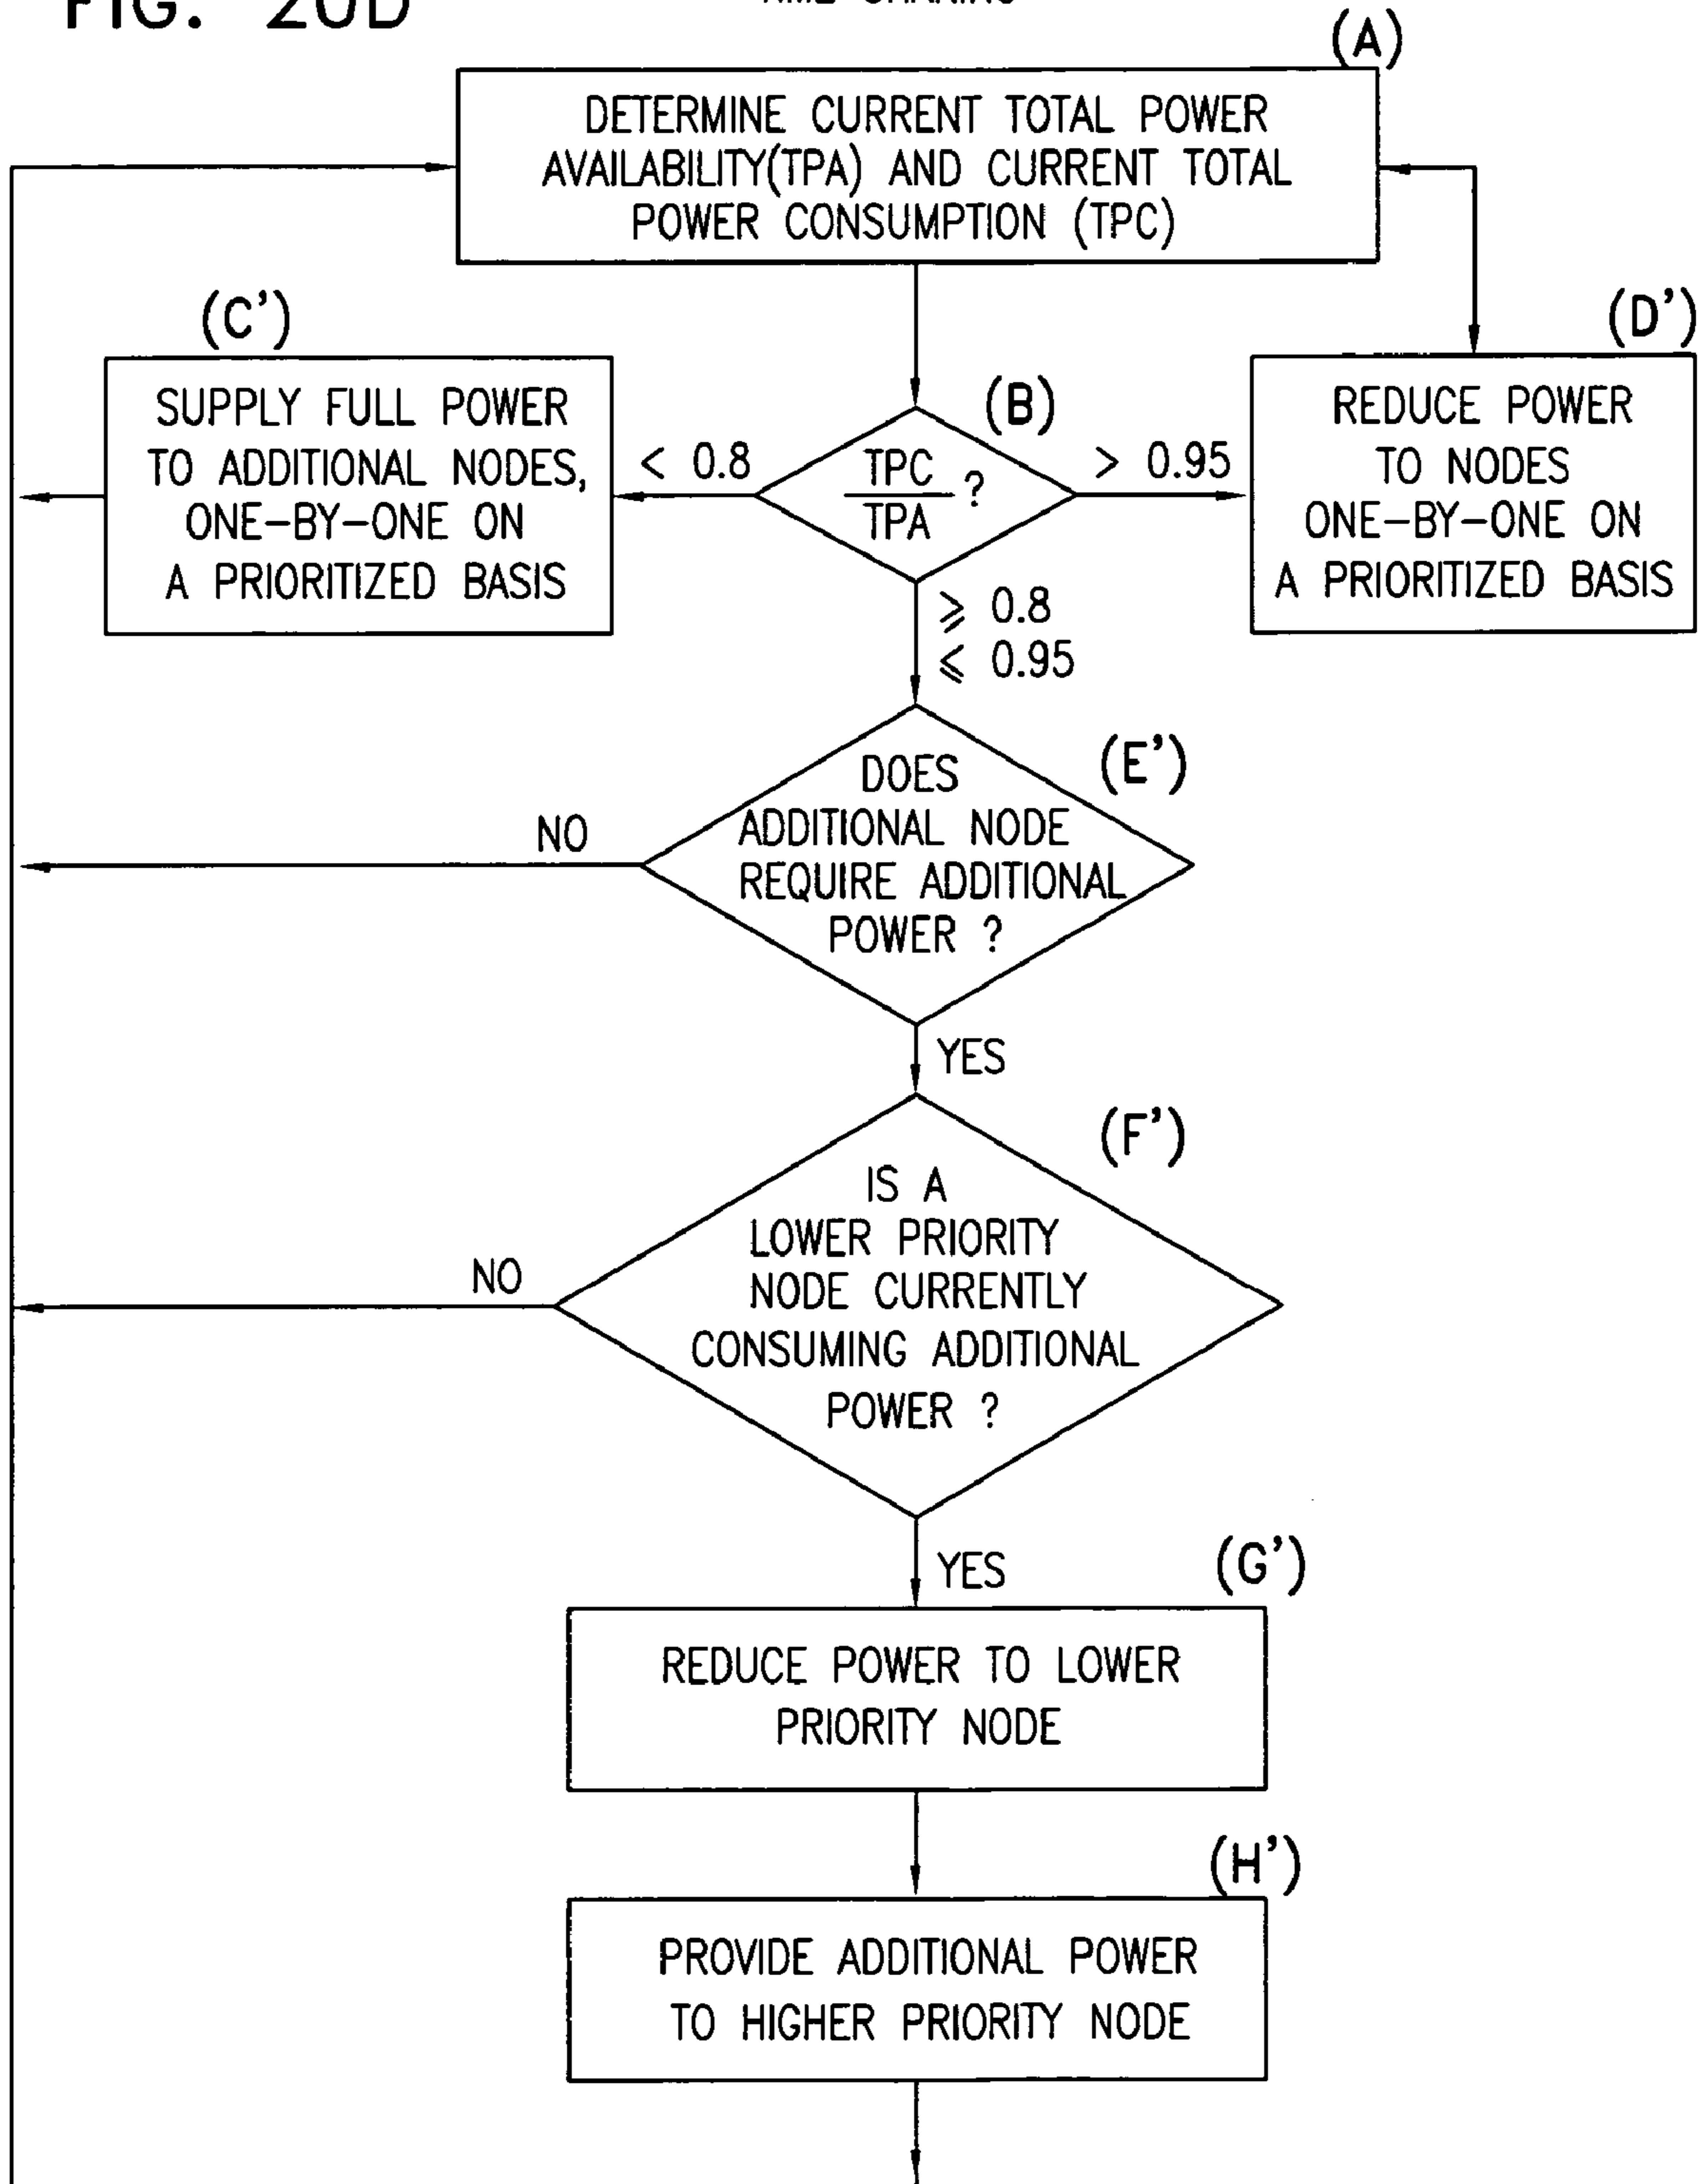 FIG. 20D
(A)
DETERMINE CURRENT TOTAL POWER
AVAILABILITY(TPA) AND CURRENT TOTAL
POWER CONSUMPTION (TPC)
(C')
SUPPLY FULL POWER
TO ADDITIONAL NODES,
ONE-BY-ONE ON
A PRIORITIZED BASIS
< 0.8
(B)
TPC
TPA
?
> 0.95
(D')
REDUCE POWER
TO NODES
ONE-BY-ONE ON
A PRIORITIZED BASIS
⩾ 0.8
⩽ 0.95
(E')
DOES
ADDITIONAL NODE
REQUIRE ADDITIONAL
POWER ?
NO
YES
(F')
IS A
LOWER PRIORITY
NODE CURRENTLY
CONSUMING ADDITIONAL
POWER ?
NO
YES
(G')
REDUCE POWER TO LOWER
PRIORITY NODE
(H')
PROVIDE ADDITIONAL POWER
TO HIGHER PRIORITY NODE